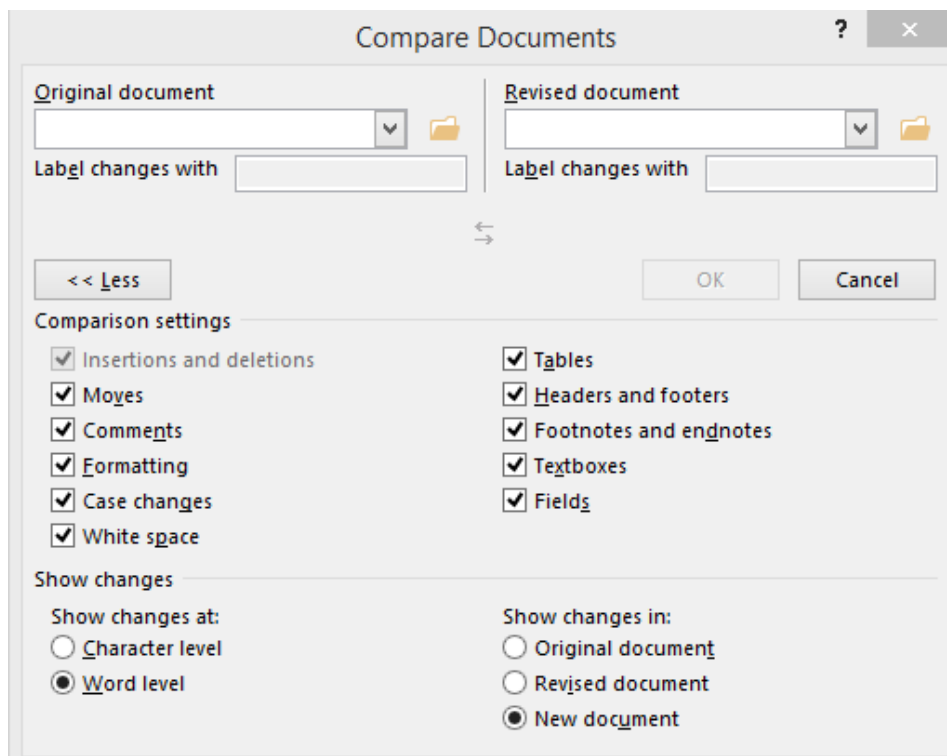 Compare Documents ?
Original document
Label changes with
Revised document
Label changes with
<< Less OK Cancel
Comparison settings
Insertions and deletions
Moves
Comments
Formatting
Case changes
White space
Tables
Headers and footers
Footnotes and endnotes
Textboxes
Fields
Show changes
Show changes at:
Character level
Word level
Show changes in:
Original document
Revised document
New document